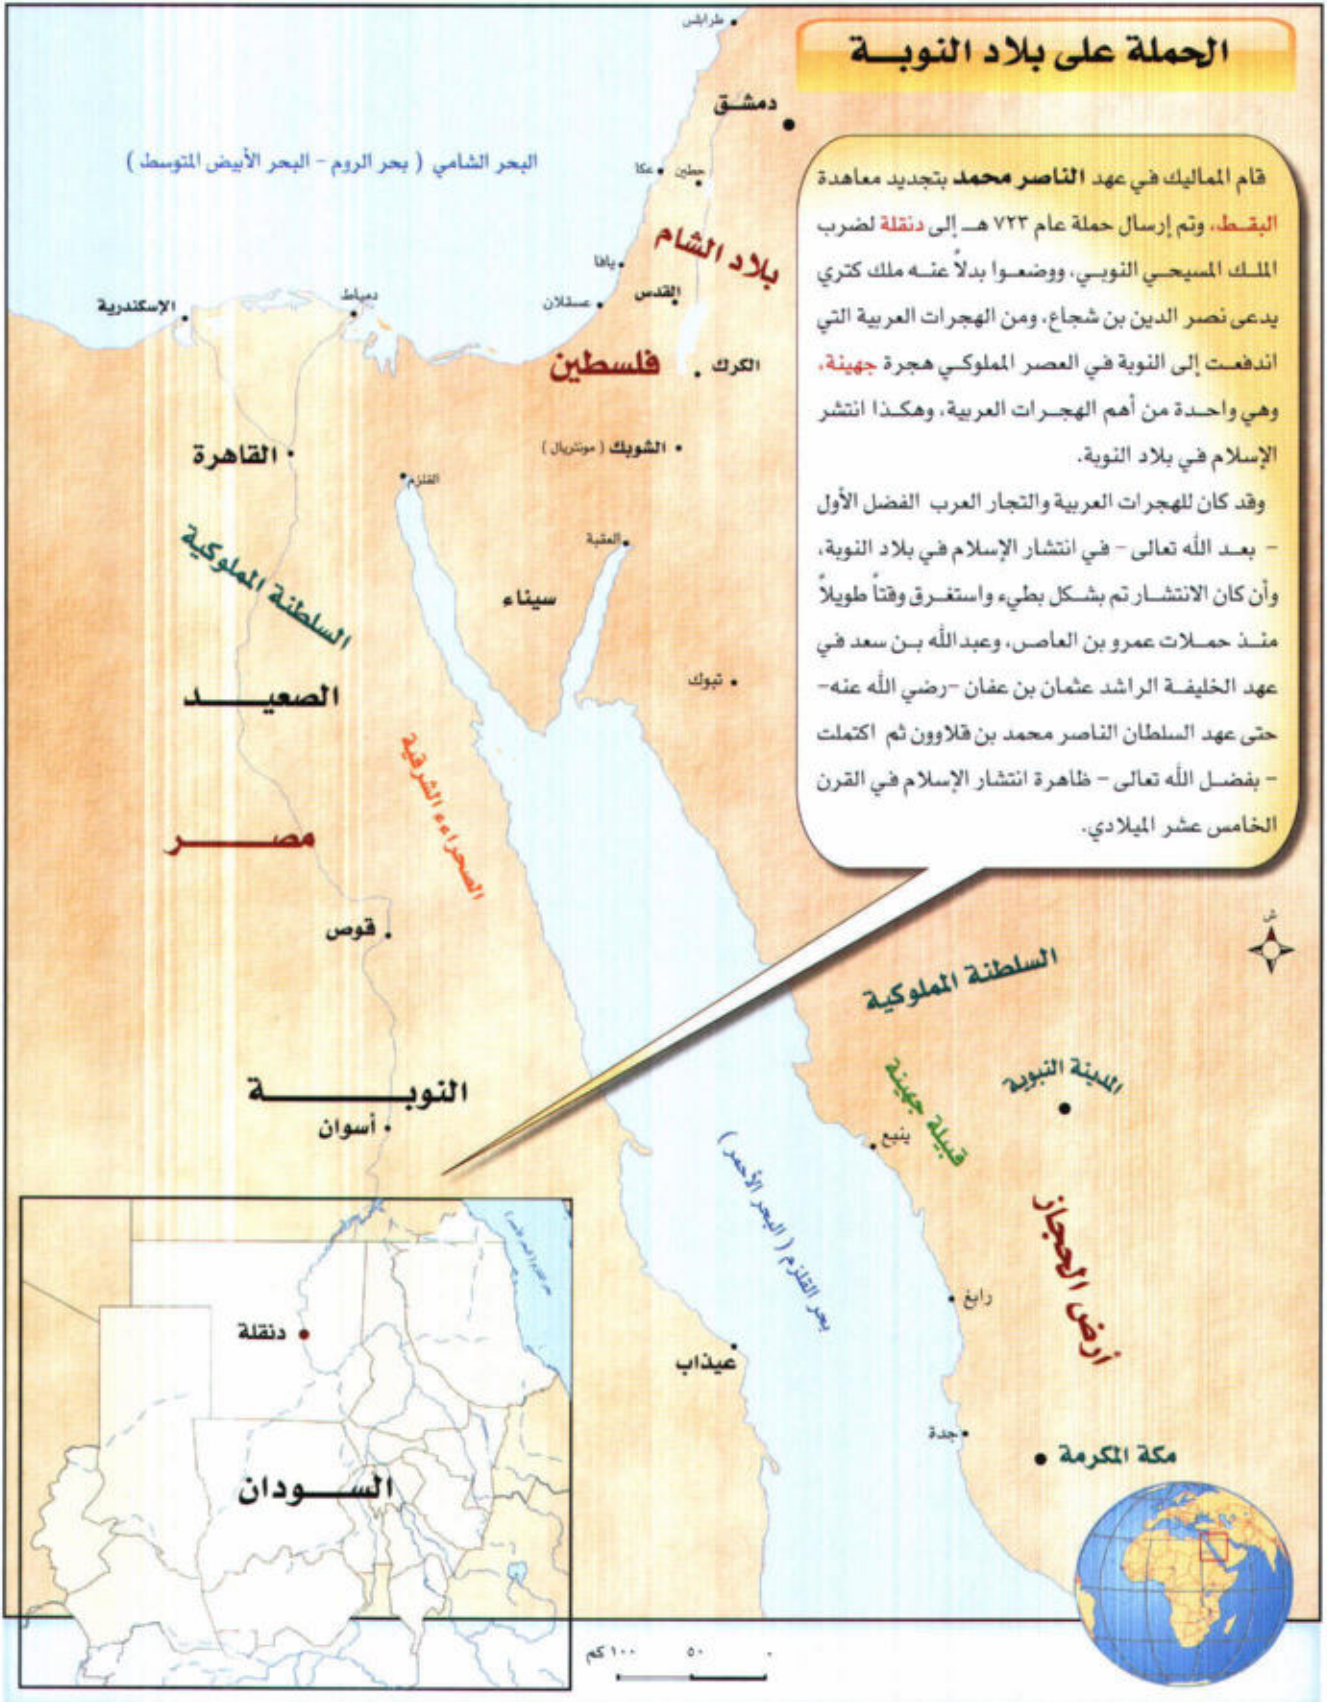 طرابلس
الحملة على بلاد النوبة
دمشق
البحر الشامي ( بحر الروم - البحر الأبيض المتوسط )
عكا
حطين
بلاد الشام
يافا
القدس
عسقلان
دمياط
الإسكندرية
فلسطين
الكرك
الشوبك ( مونتريال )
القاهرة
القلزم
العقبة
السلطنة المملوكية
سيناء
تبوك
الصعيد
الصحراء الشرقية
مصر
قوص
قام المماليك في عهد الناصر محمد بتجديد معاهدة
البقط، وتم إرسال حملة عام ٧٢٣ هـ إلى دنقلة لضرب
الملك المسيحي النوبي، ووضعوا بدلاً عنه ملك كتري
يدعى نصر الدين بن شجاع، ومن الهجرات العربية التي
اندفعت إلى النوبة في العصر المملوكي هجرة جهينة،
وهي واحدة من أهم الهجرات العربية، وهكذا انتشر
الإسلام في بلاد النوبة.
وقد كان للهجرات العربية والتجار العرب الفضل الأول
- بعد الله تعالى - في انتشار الإسلام في بلاد النوبة،
وأن كان الانتشار تم بشكل بطيء واستغرق وقتاً طويلاً
منذ حملات عمرو بن العاص، وعبدالله بن سعد في
عهد الخليفة الراشد عثمان بن عفان -رضي الله عنه-
حتى عهد السلطان الناصر محمد بن قلاوون ثم اكتملت
- بفضل الله تعالى - ظاهرة انتشار الإسلام في القرن
الخامس عشر الميلادي.
ش
السلطنة المملوكية
المدينة النبوية
قبيلة جهينة
ينبع
النوبة
أسوان
بحر القلزم ( البحر الأحمر )
أرض الحجاز
رابغ
عيذاب
جدة
مكة المكرمة
بحر القلزم ( البحر الأحمر )
دنقلة
السودان
٠
٥٠
١٠٠ كم